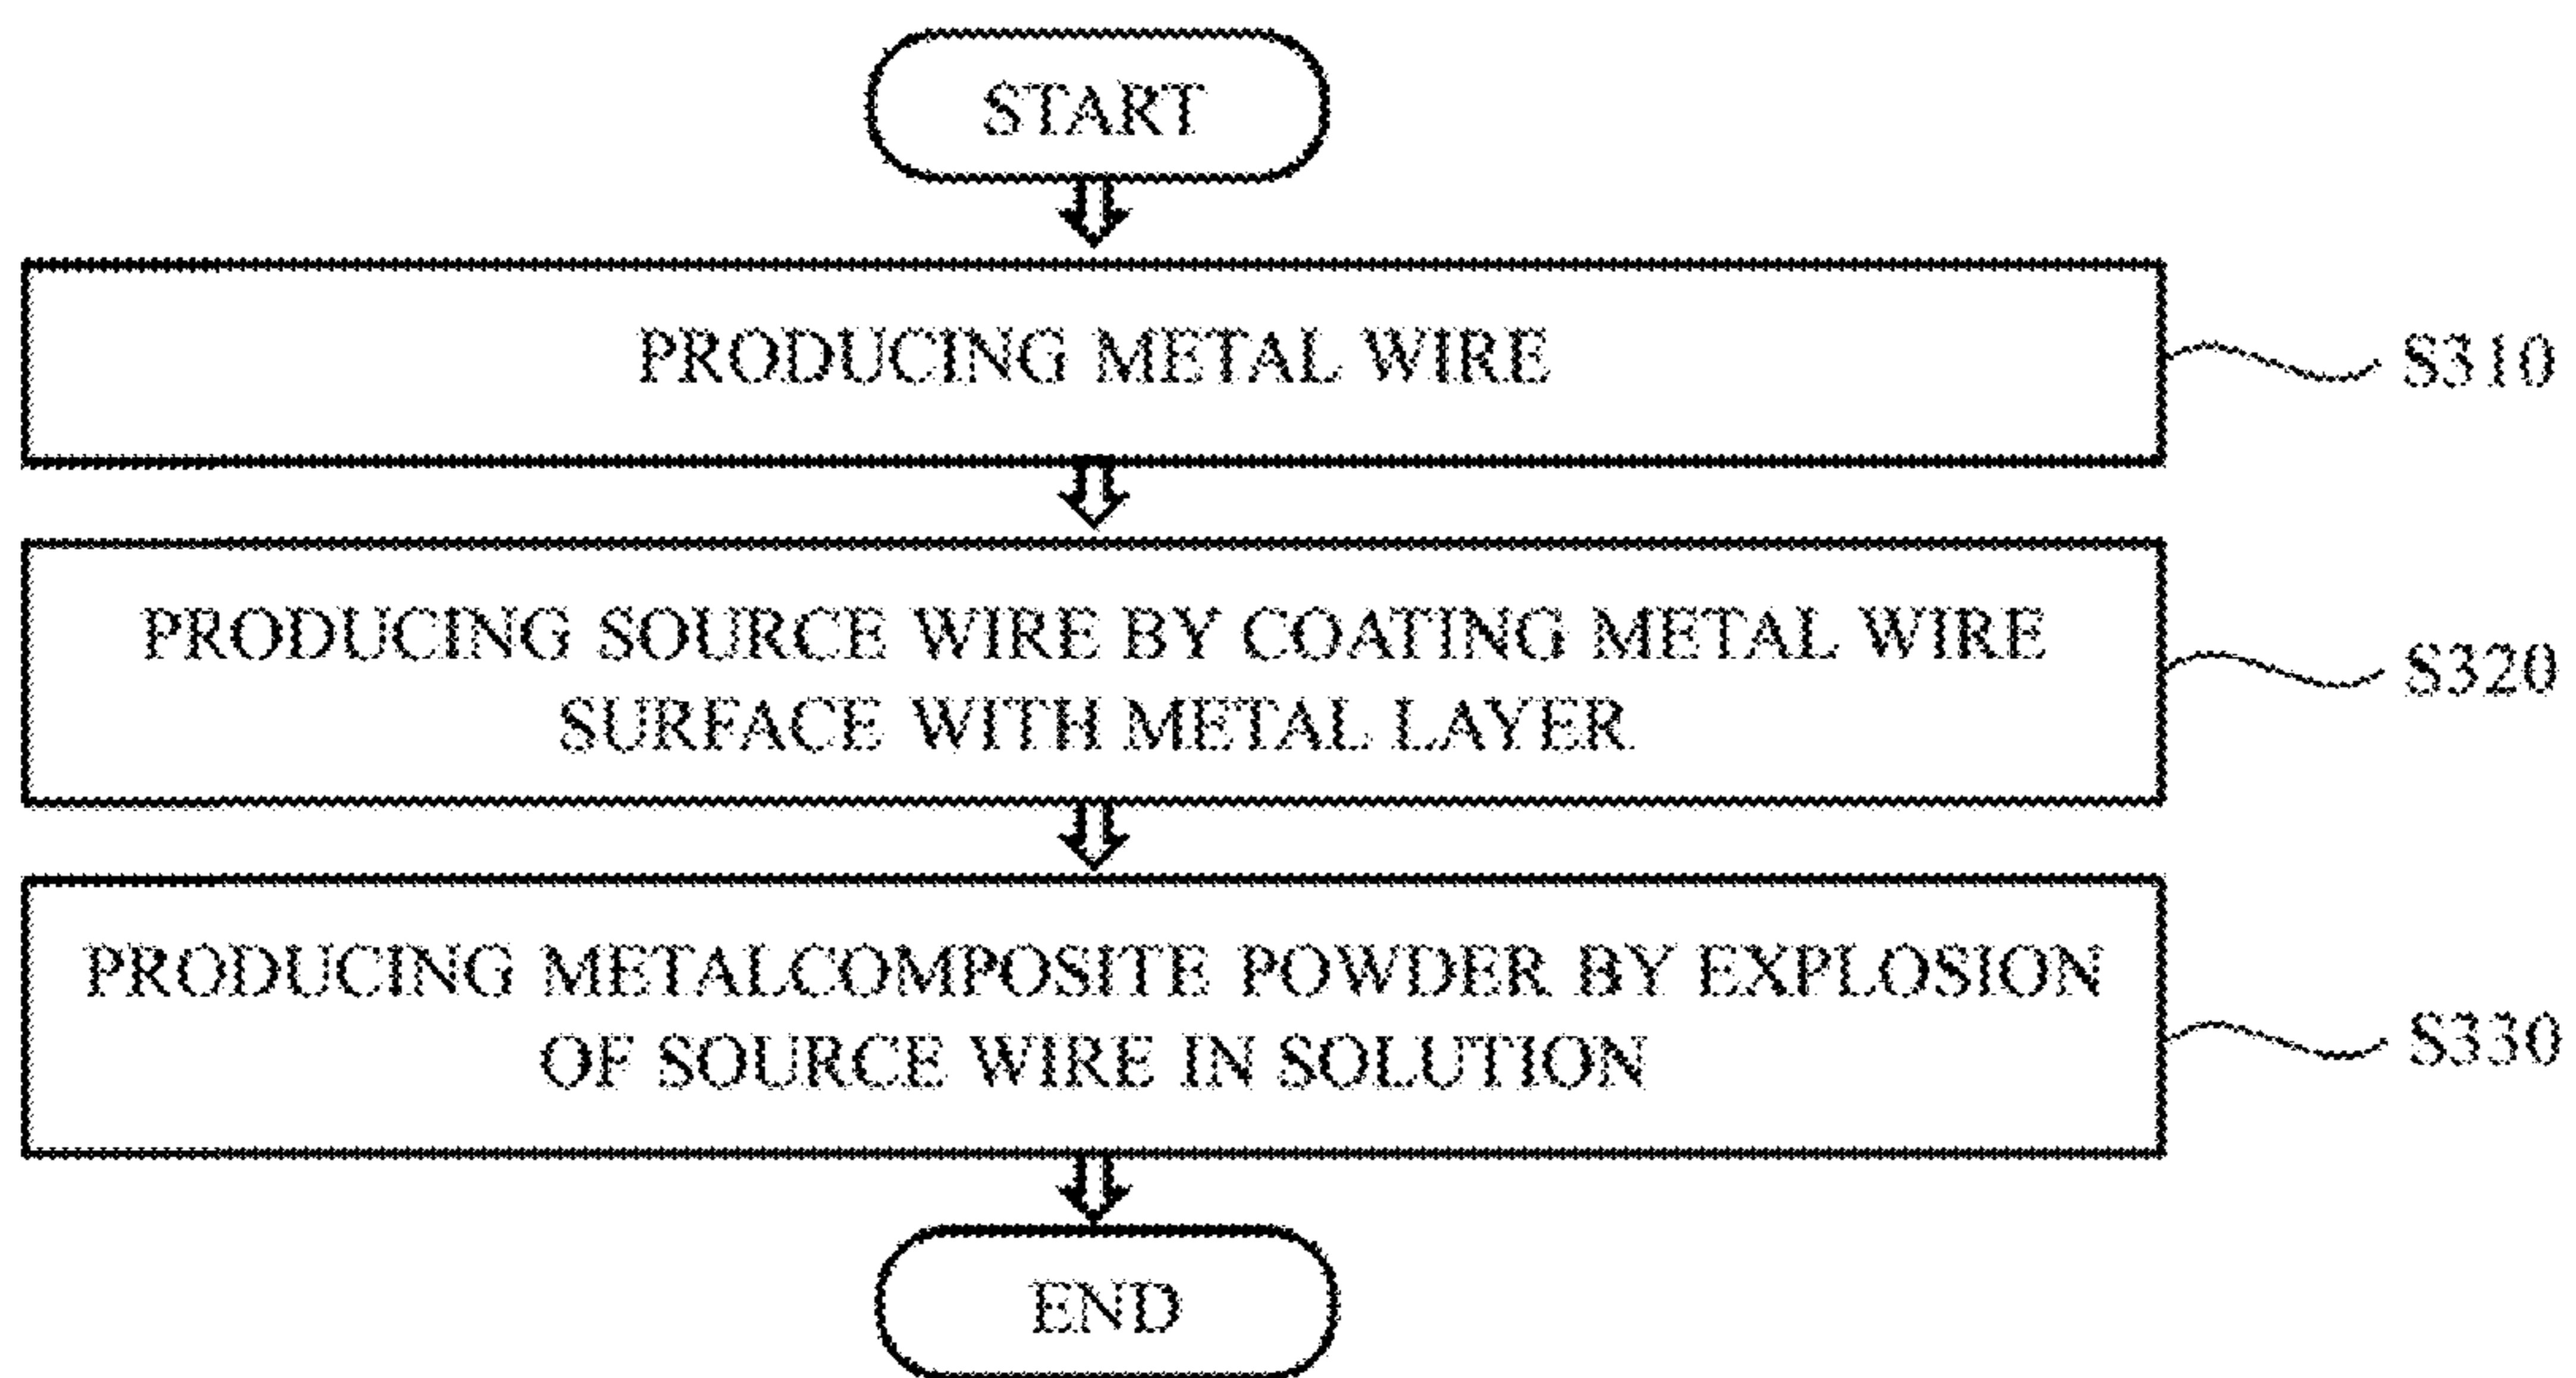 START
PRODUCING METAL WIRE
S310
PRODUCING SOURCE WIRE BY COATING METAL WIRE
SURFACE WITH METAL LAYER
S320
PRODUCING METALCOMPOSITE POWDER BY EXPLOSION
OF SOURCE WIRE IN SOLUTION
S330
END